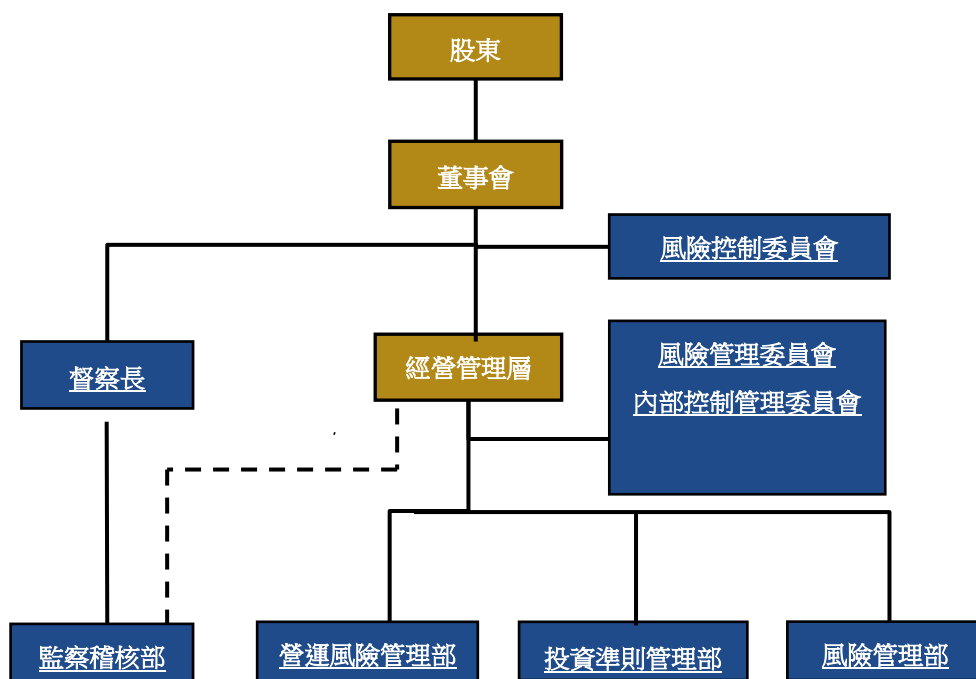 股東
董事會
風險控制委員會
督察長
經營管理層
風險管理委員會
內部控制管理委員會
監察稽核部
營運風險管理部
投資準則管理部
風險管理部